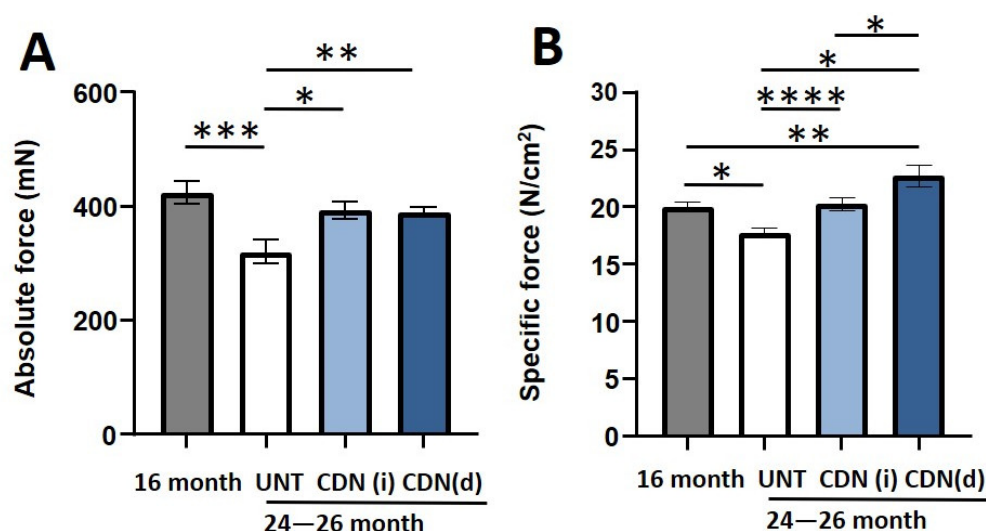 A
Absolute force (mN)
600
400
200
0
***
*
**
16 month UNT CDN (i) CDN(d)
24—26 month
B
Specific force (N/cm²)
30
25
20
15
10
5
0
*
*
****
**
*
16 month UNT CDN (i) CDN(d)
24—26 month